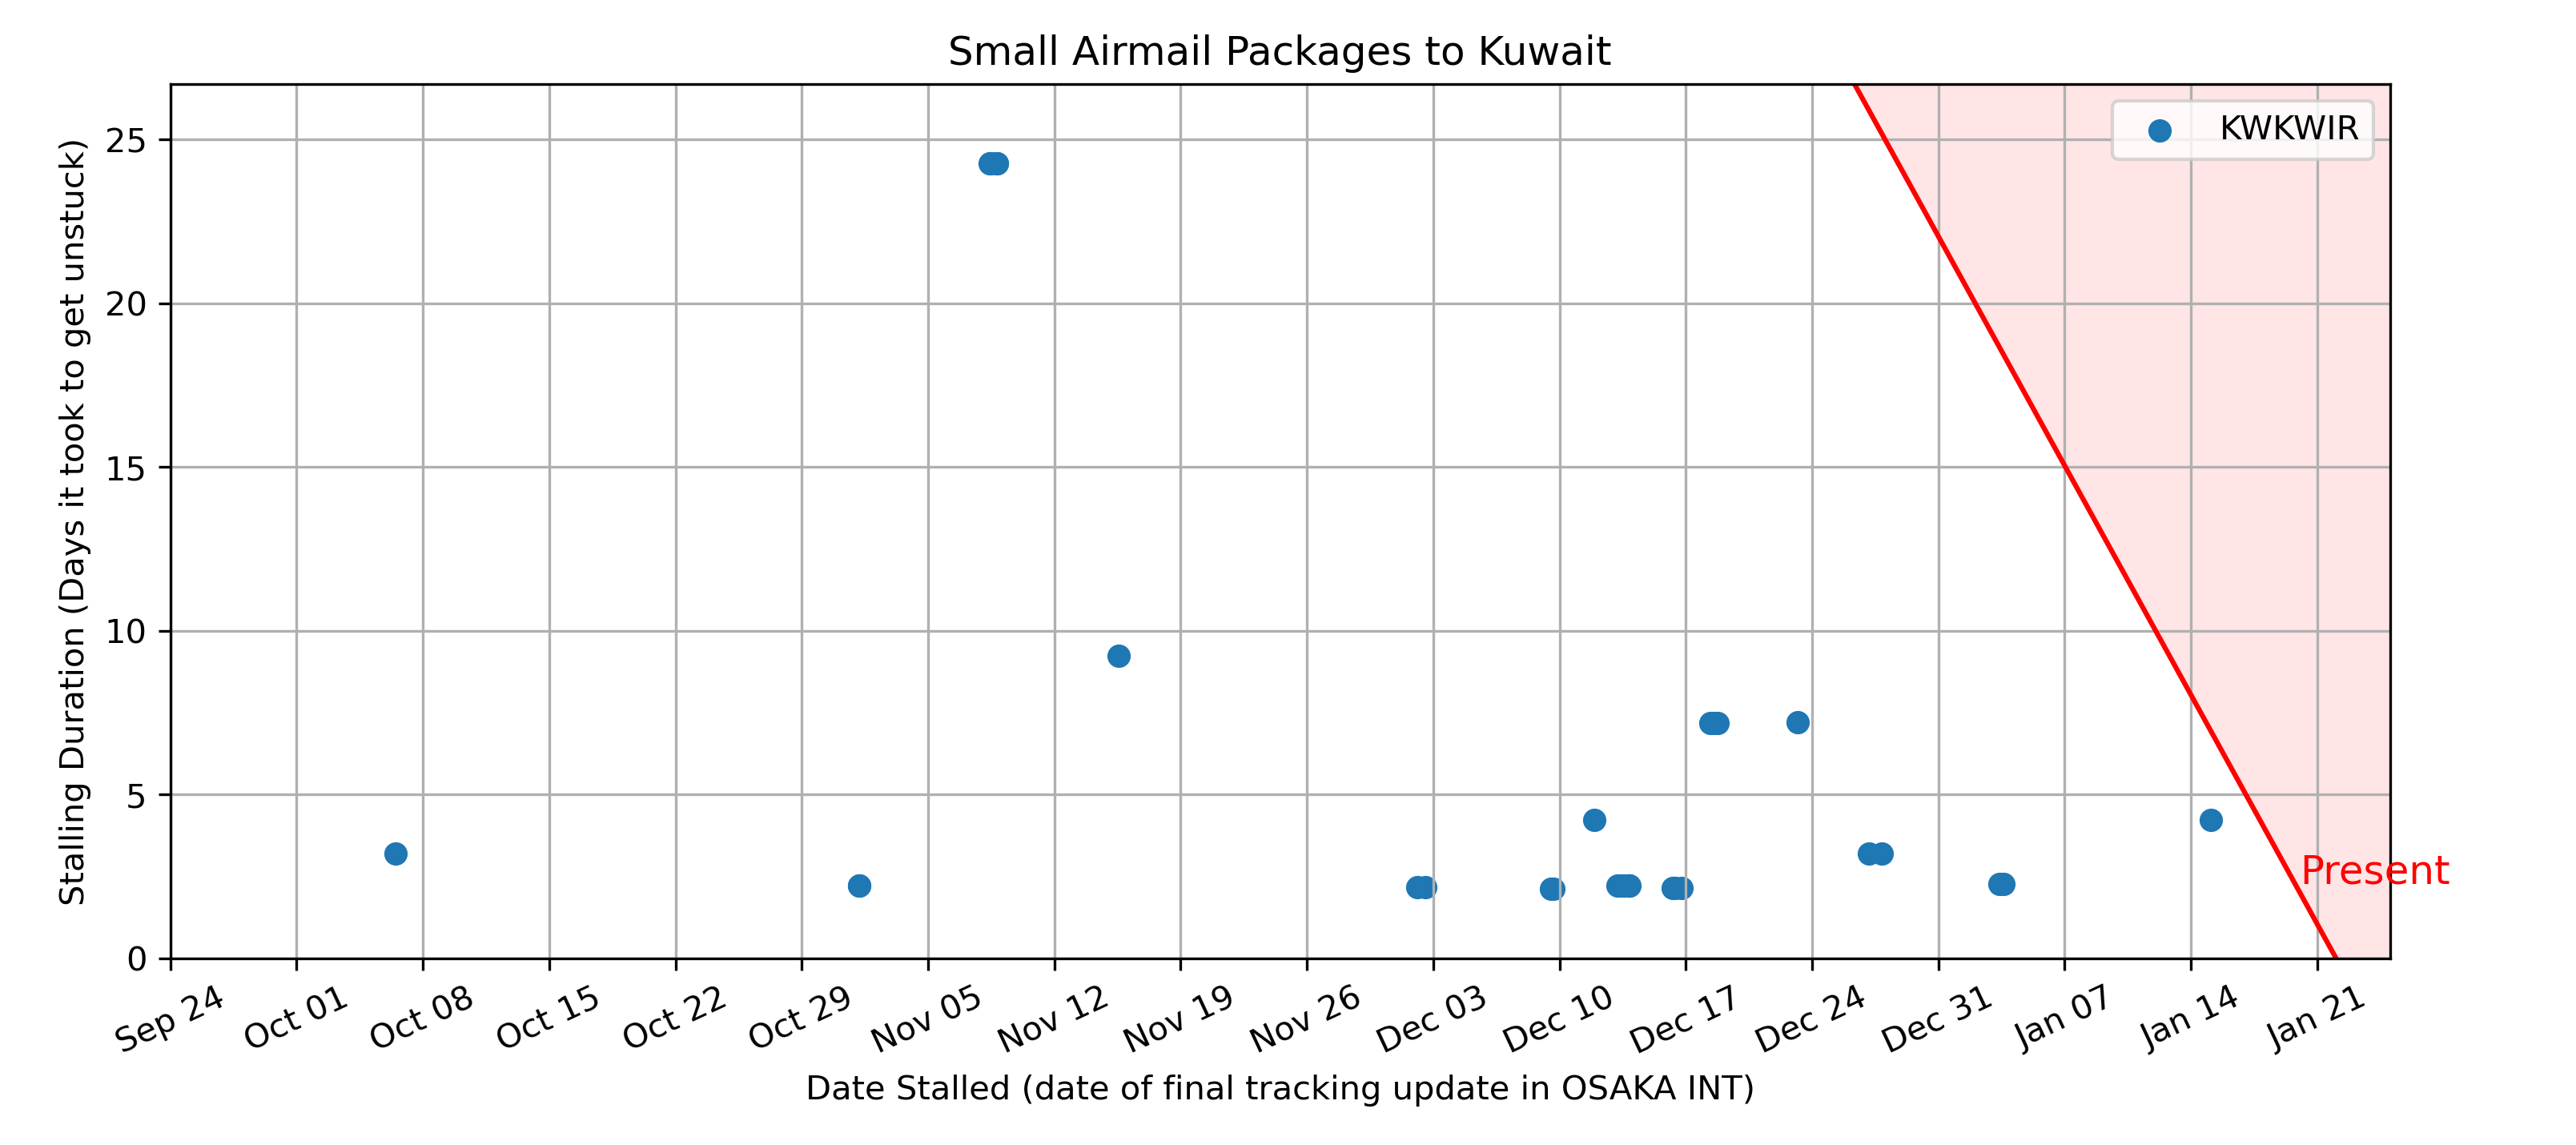 Small Airmail Packages to Kuwait
KWKWIR
Stalling Duration (Days it took to get unstuck)
25
20
15
10
5
0
Present
Sep 24
Oct 01
Oct 08
Oct 15
Oct 22
Oct 29
Nov 05
Nov 12
Nov 19
Nov 26
Dec 03
Dec 10
Dec 17
Dec 24
Dec 31
Jan 07
Jan 14
Jan 21
Date Stalled (date of final tracking update in OSAKA INT)